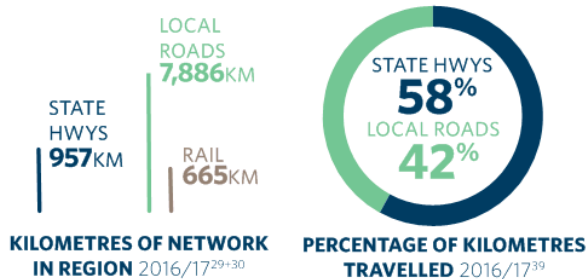 LOCAL
ROADS
7,886KM
STATE
HWYS
957KM
RAIL
665KM
KILOMETRES OF NETWORK
IN REGION 2016/17²⁹⁺³⁰
STATE HWYS
58%
LOCAL ROADS
42%
PERCENTAGE OF KILOMETRES
TRAVELLED 2016/17³⁹